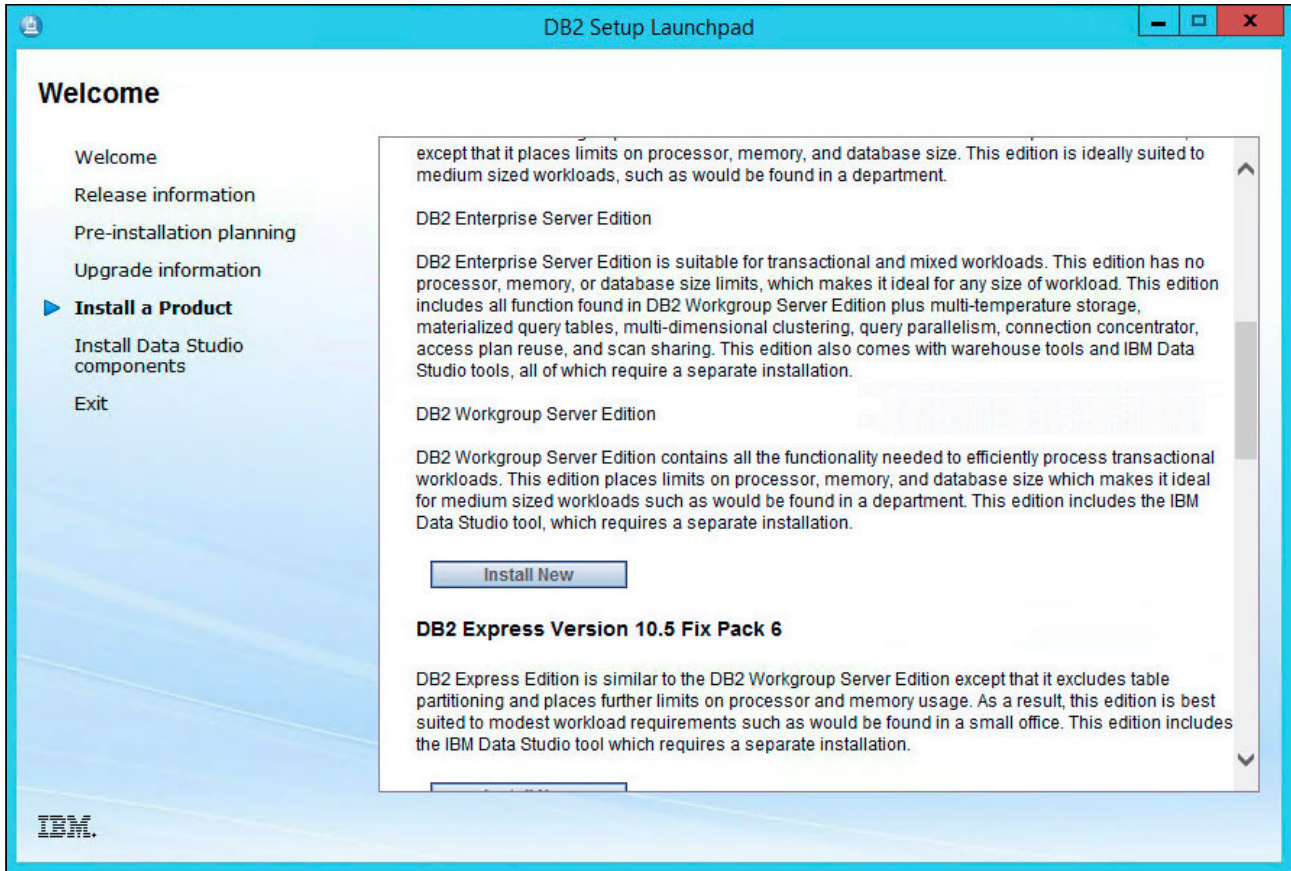 DB2 Setup Launchpad
Welcome
Welcome
Release information
Pre-installation planning
Upgrade information
Install a Product
Install Data Studio
components
Exit
except that it places limits on processor, memory, and database size. This edition is ideally suited to
medium sized workloads, such as would be found in a department.
DB2 Enterprise Server Edition
DB2 Enterprise Server Edition is suitable for transactional and mixed workloads. This edition has no
processor, memory, or database size limits, which makes it ideal for any size of workload. This edition
includes all function found in DB2 Workgroup Server Edition plus multi-temperature storage,
materialized query tables, multi-dimensional clustering, query parallelism, connection concentrator,
access plan reuse, and scan sharing. This edition also comes with warehouse tools and IBM Data
Studio tools, all of which require a separate installation.
DB2 Workgroup Server Edition
DB2 Workgroup Server Edition contains all the functionality needed to efficiently process transactional
workloads. This edition places limits on processor, memory, and database size which makes it ideal
for medium sized workloads such as would be found in a department. This edition includes the IBM
Data Studio tool, which requires a separate installation.
Install New
DB2 Express Version 10.5 Fix Pack 6
DB2 Express Edition is similar to the DB2 Workgroup Server Edition except that it excludes table
partitioning and places further limits on processor and memory usage. As a result, this edition is best
suited to modest workload requirements such as would be found in a small office. This edition includes
the IBM Data Studio tool which requires a separate installation.
IBM.